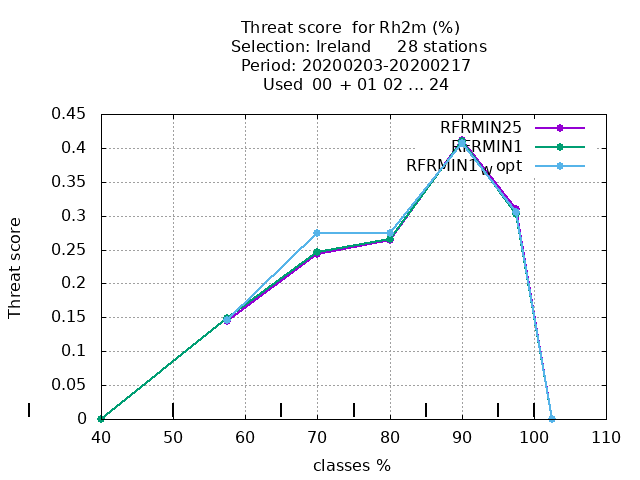 Threat score  for Rh2m (%)
Selection: Ireland     28 stations
Period: 20200203-20200217
Used  00 + 01 02 ... 24
0.45
0.4
0.35
0.3
0.25
0.2
0.15
0.1
0.05
0
Threat score
RFRMIN25
RFRMIN1
RFRMIN1wopt
40 50 60 70 80 90 100 110
classes %